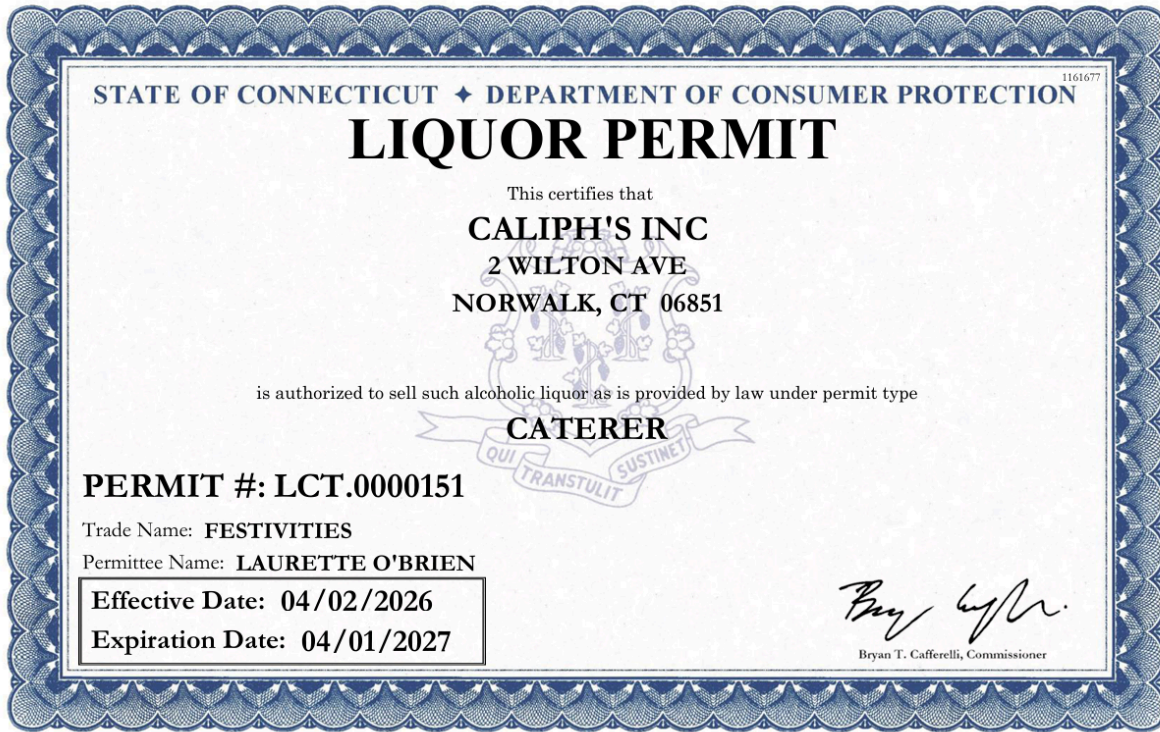 1161677
STATE OF CONNECTICUT ✦ DEPARTMENT OF CONSUMER PROTECTION
LIQUOR PERMIT
This certifies that
CALIPH'S INC
2 WILTON AVE
NORWALK, CT 06851
is authorized to sell such alcoholic liquor as is provided by law under permit type
CATERER
QUI TRANSTULIT SUSTINET
PERMIT #: LCT.0000151
Trade Name: FESTIVITIES
Permittee Name: LAURETTE O'BRIEN
Effective Date: 04/02/2026
Expiration Date: 04/01/2027
Bryan T. Cafferelli, Commissioner